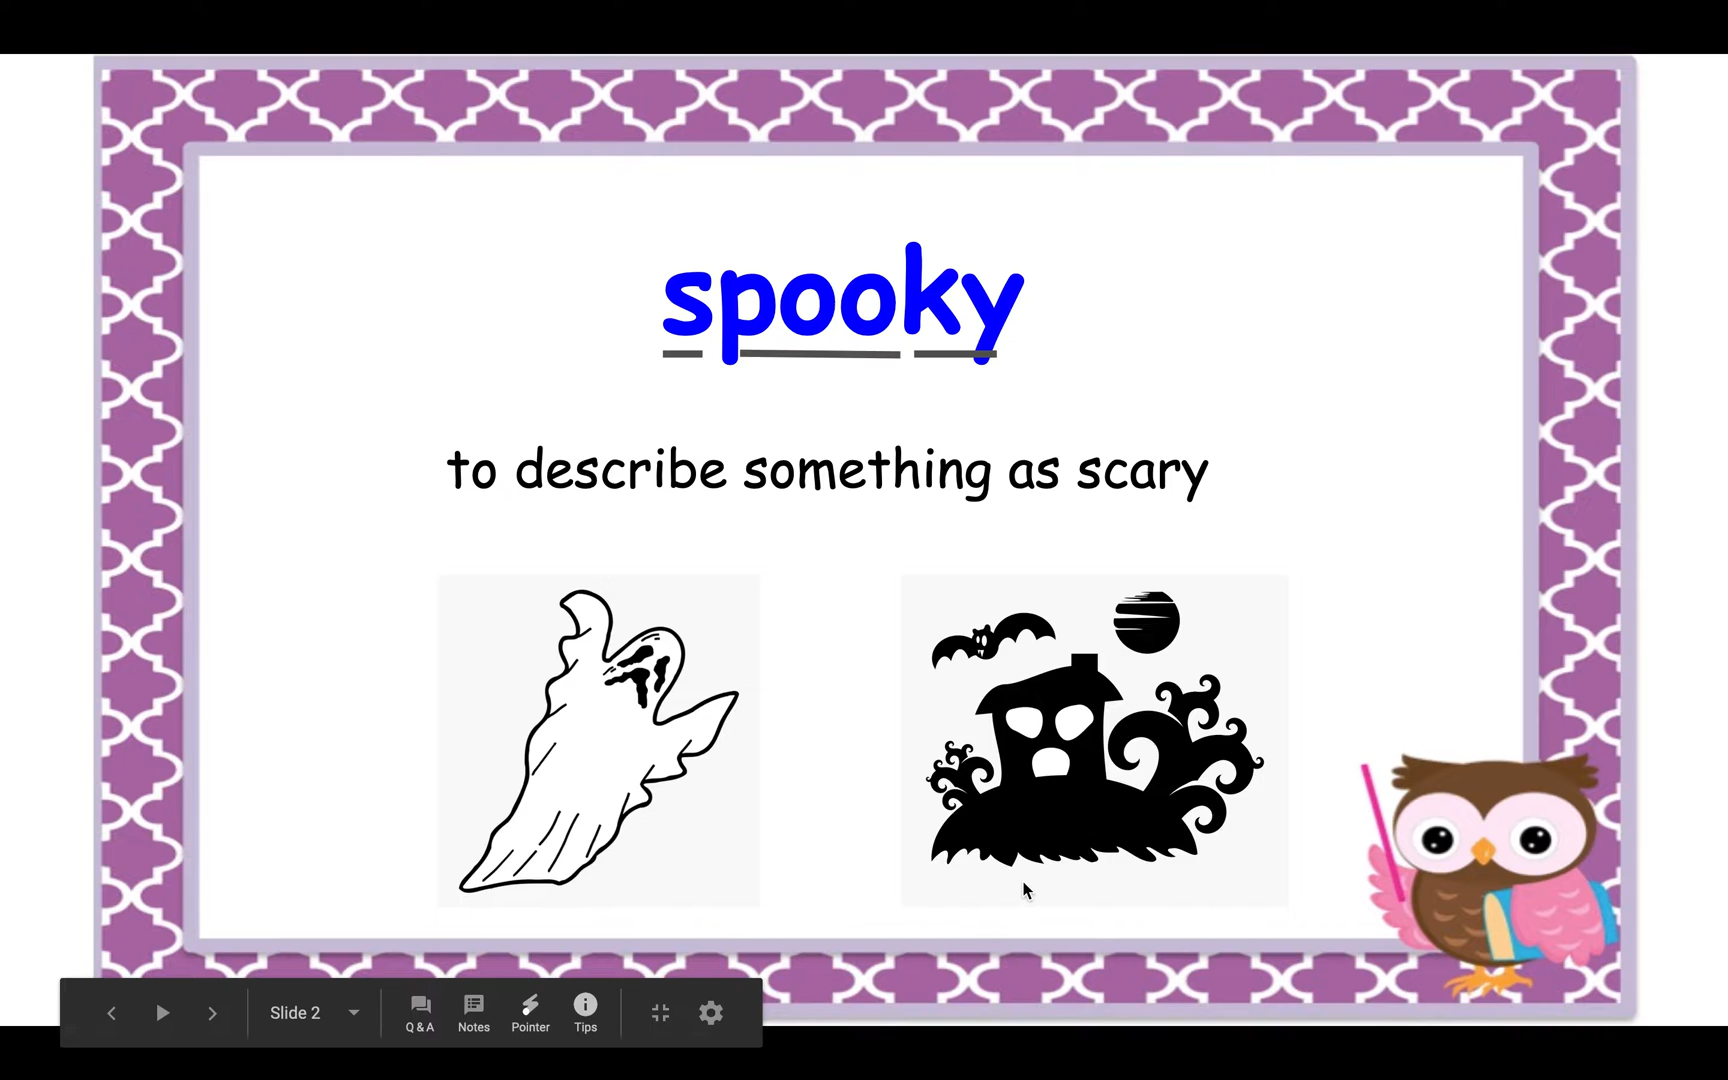 spooky
to describe something as scary
Slide 2
Q & A
Notes
Pointer
Tips